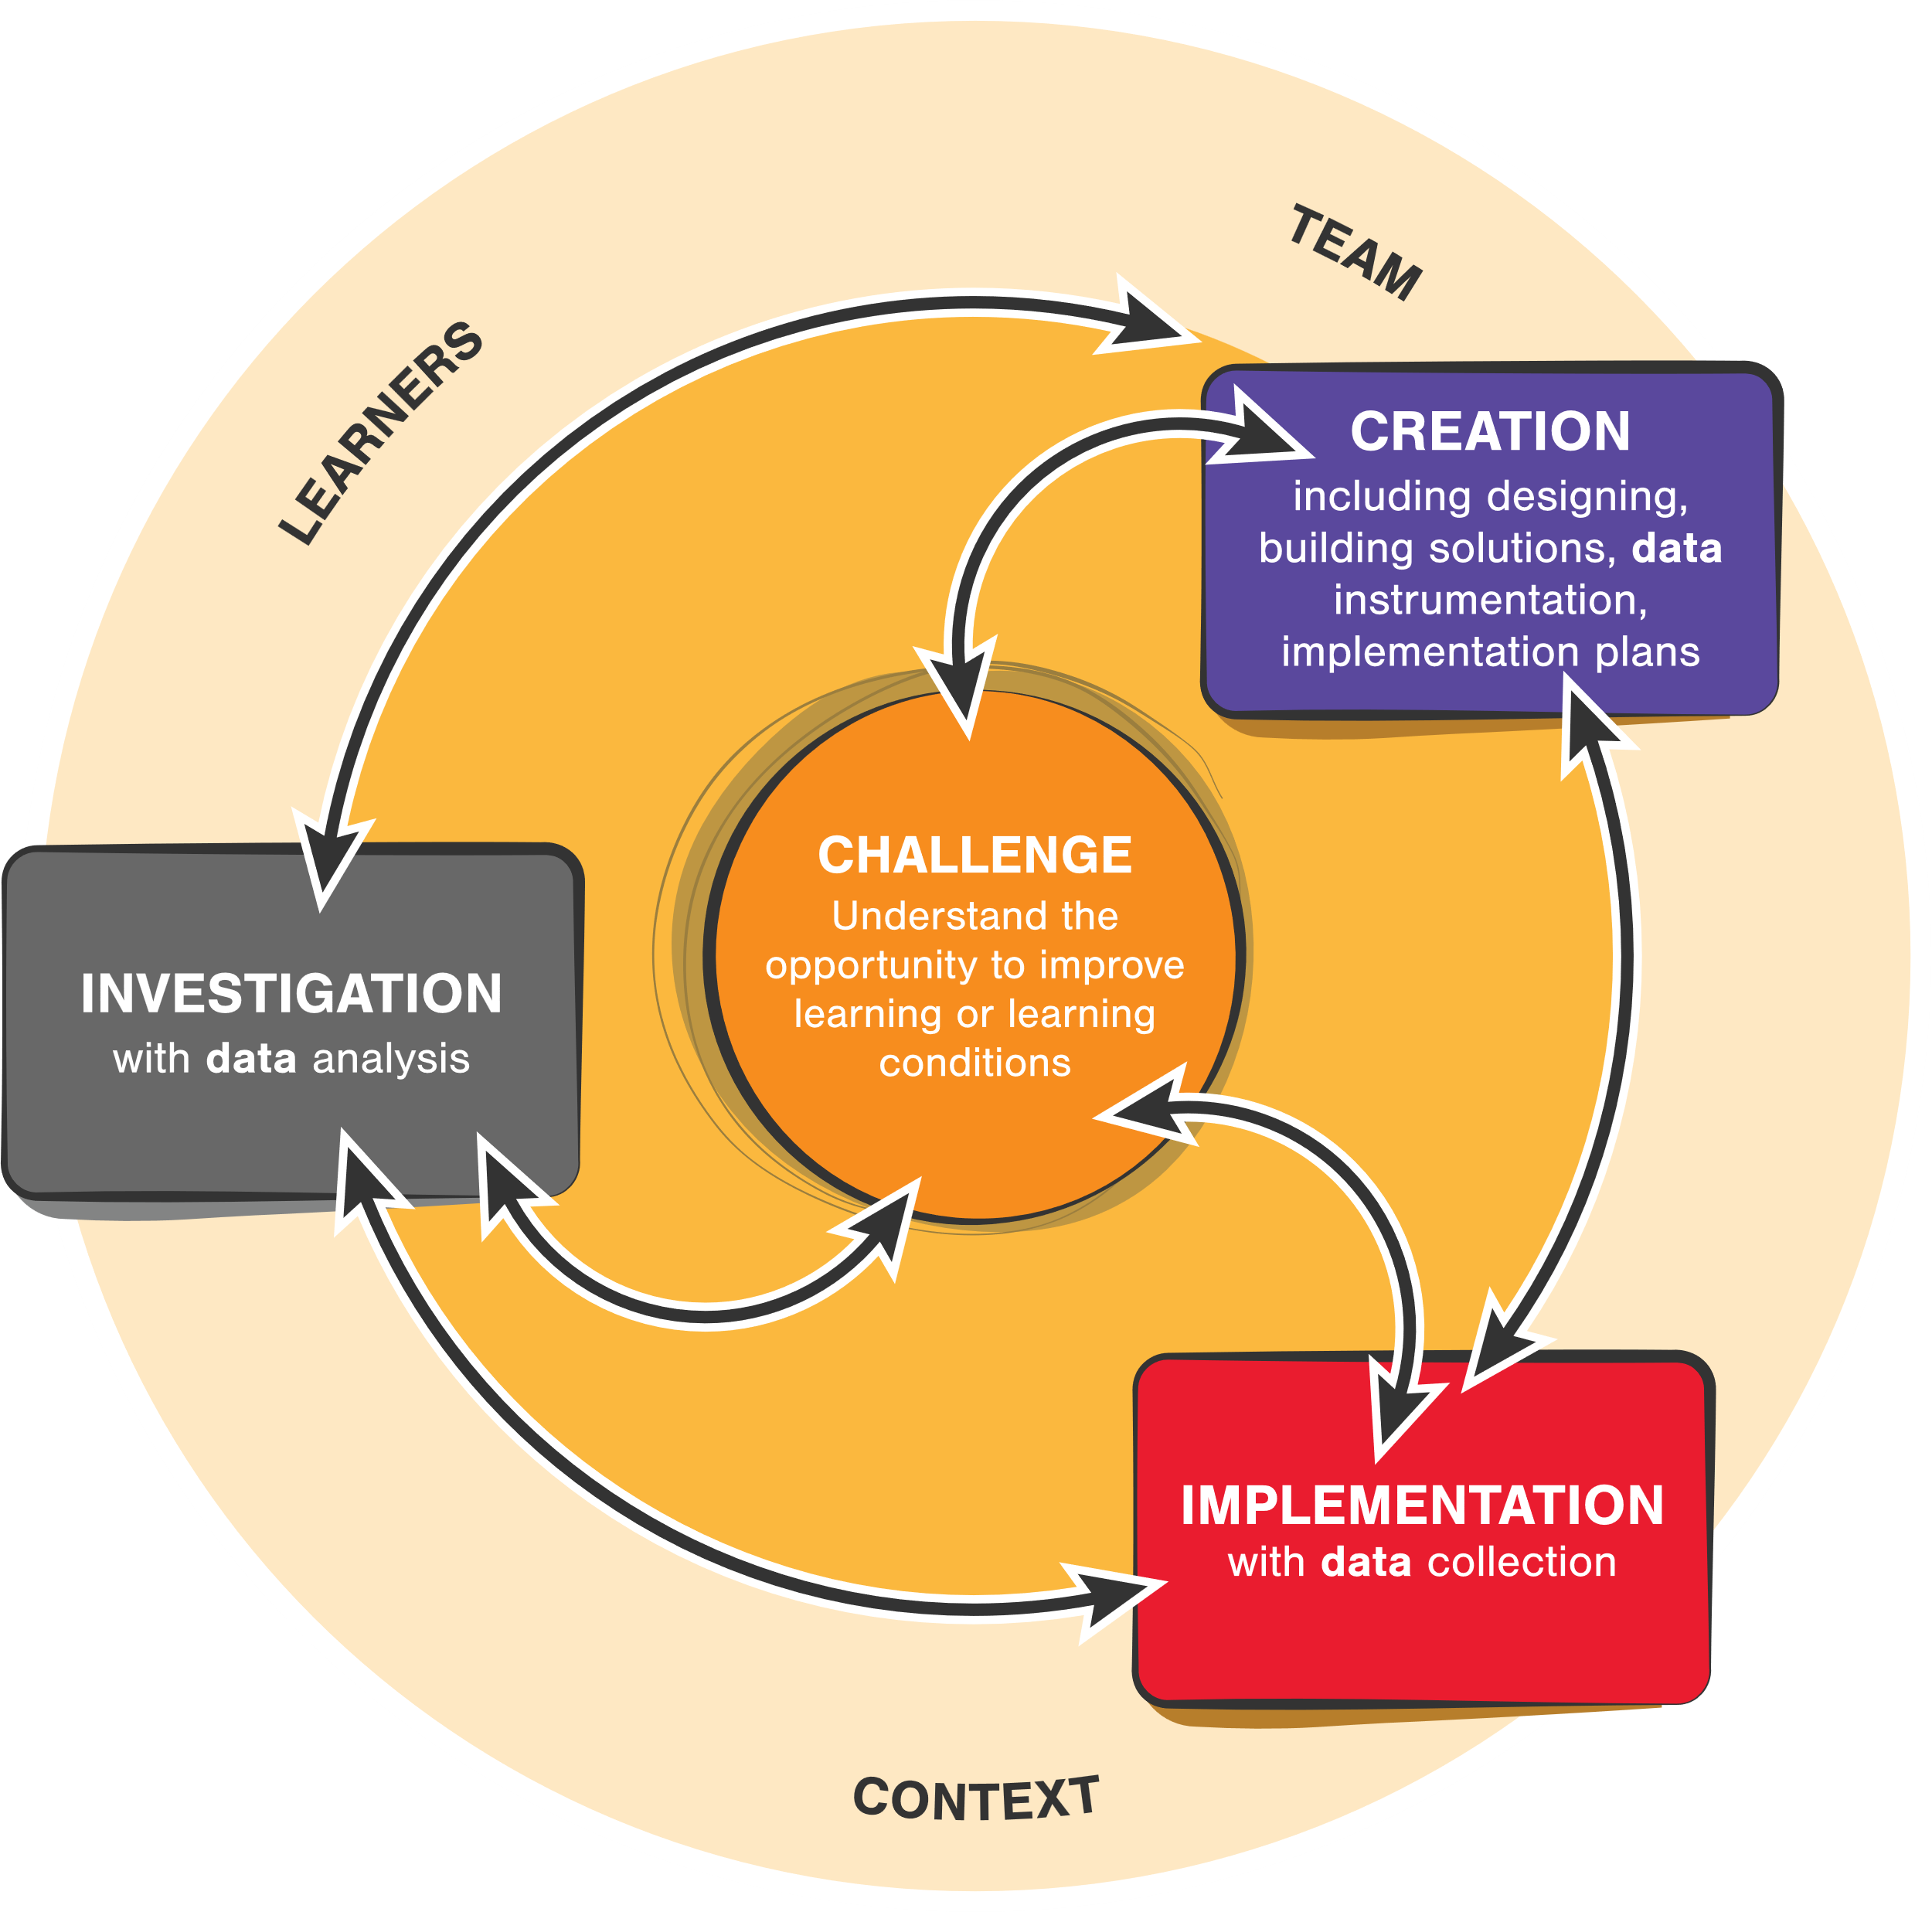 TEAM
LEARNERS
CREATION
including designing,
building solutions, data
instrumentation,
implementation plans
CHALLENGE
Understand the
opportunity to improve
learning or learning
conditions
INVESTIGATION
with data analysis
IMPLEMENTATION
with data collection
CONTEXT